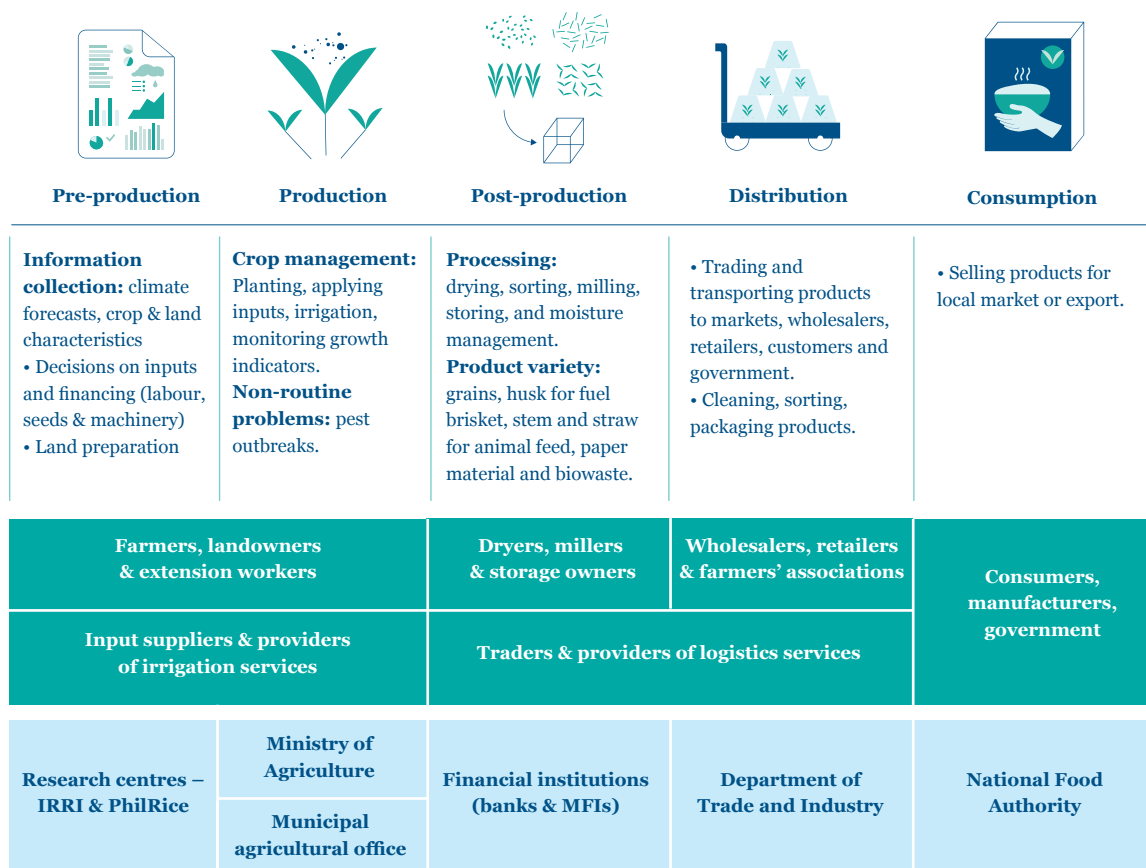 Pre-production
Production
Post-production
Distribution
Consumption
Information
collection: climate
forecasts, crop & land
characteristics
• Decisions on inputs
and financing (labour,
seeds & machinery)
• Land preparation
Crop management:
Planting, applying
inputs, irrigation,
monitoring growth
indicators.
Non-routine
problems: pest
outbreaks.
Processing:
drying, sorting, milling,
storing, and moisture
management.
Product variety:
grains, husk for fuel
brisket, stem and straw
for animal feed, paper
material and biowaste.
• Trading and
transporting products
to markets, wholesalers,
retailers, customers and
government.
• Cleaning, sorting,
packaging products.
• Selling products for
local market or export.
Farmers, landowners
& extension workers
Dryers, millers
& storage owners
Wholesalers, retailers
& farmers’ associations
Consumers,
manufacturers,
government
Input suppliers & providers
of irrigation services
Traders & providers of logistics services
Research centres –
IRRI & PhilRice
Ministry of
Agriculture
Municipal
agricultural office
Financial institutions
(banks & MFIs)
Department of
Trade and Industry
National Food
Authority